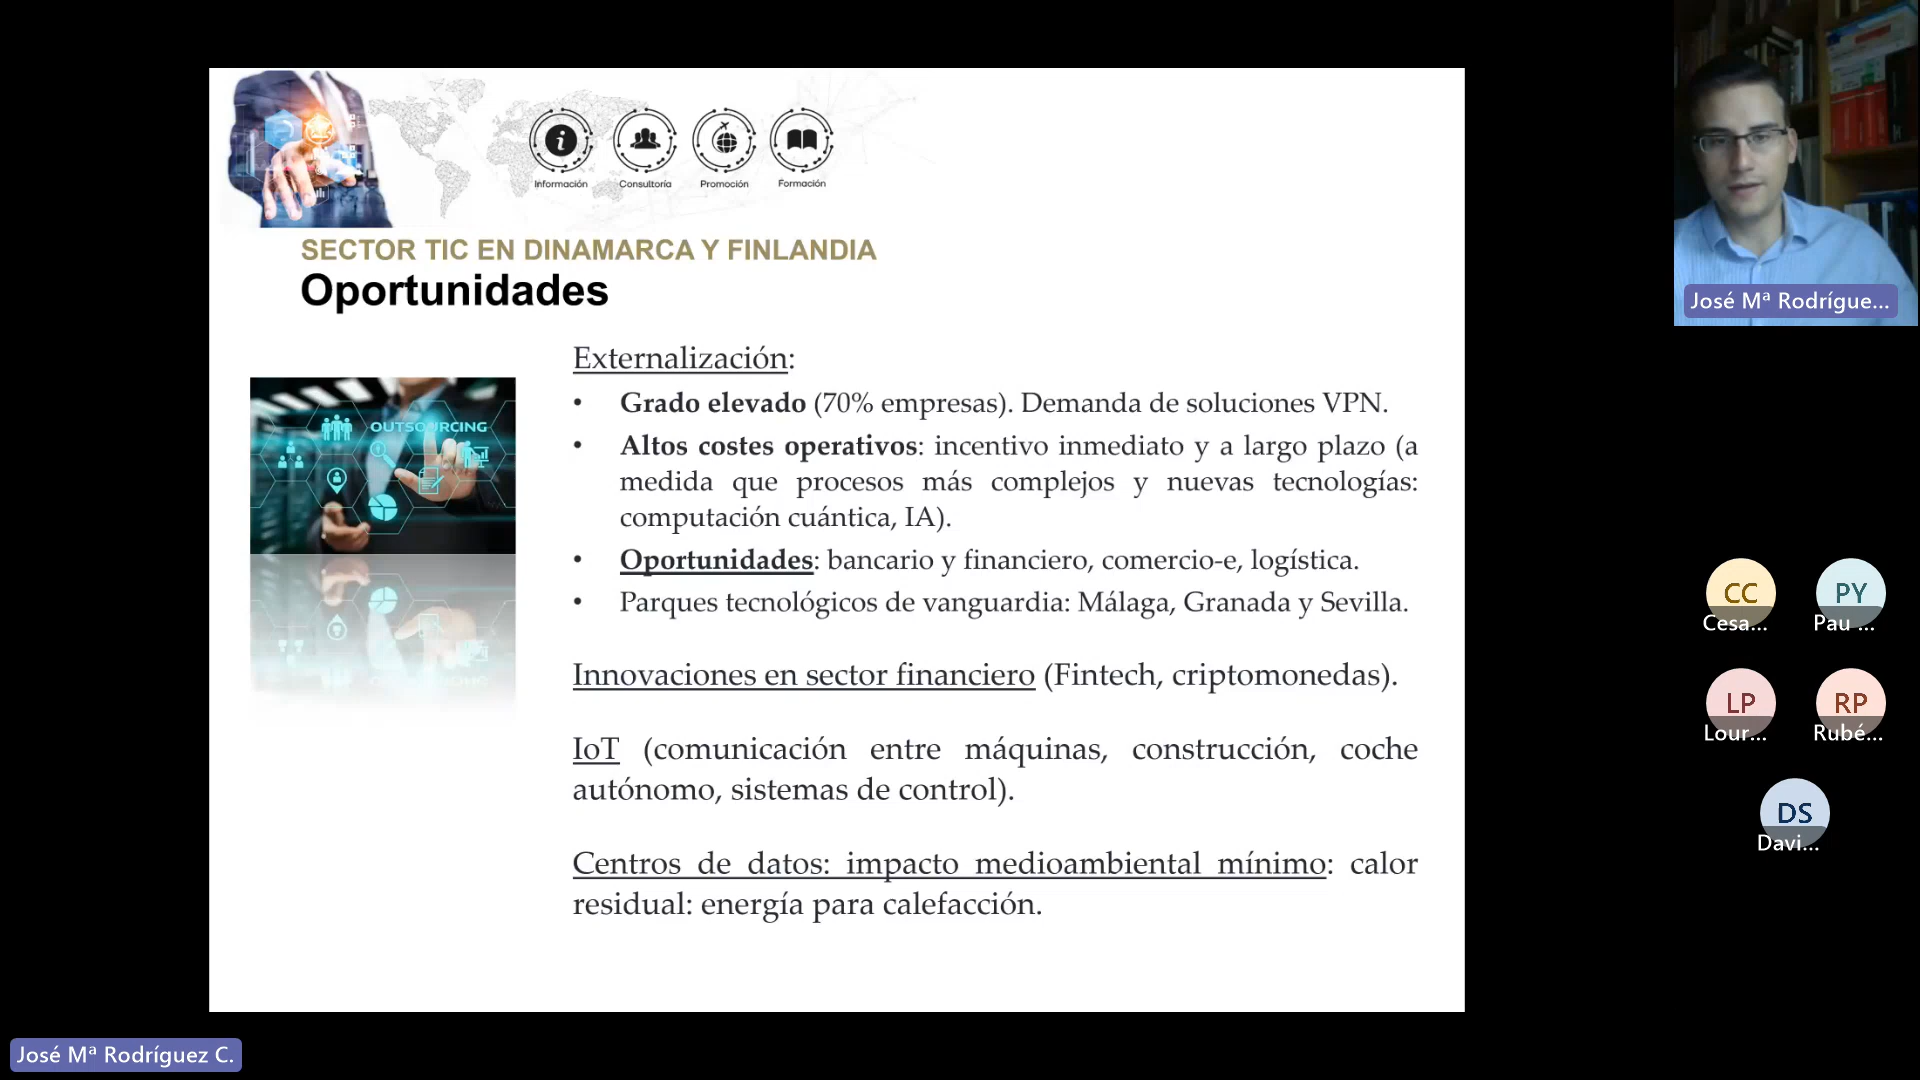 Información
Consultoría
Promoción
Formación
SECTOR TIC EN DINAMARCA Y FINLANDIA
Oportunidades
OUTSOURCING
Externalización:
• Grado elevado (70% empresas). Demanda de soluciones VPN.
• Altos costes operativos: incentivo inmediato y a largo plazo (a
medida que procesos más complejos y nuevas tecnologías:
computación cuántica, IA).
• Oportunidades: bancario y financiero, comercio-e, logística.
• Parques tecnológicos de vanguardia: Málaga, Granada y Sevilla.
Innovaciones en sector financiero (Fintech, criptomonedas).
IoT (comunicación entre máquinas, construcción, coche
autónomo, sistemas de control).
Centros de datos: impacto medioambiental mínimo: calor
residual: energía para calefacción.
José Mª Rodrígue...
CC
Cesa...
PY
Pau ...
LP
Lour...
RP
Rubé...
DS
Davi...
José Mª Rodríguez C.